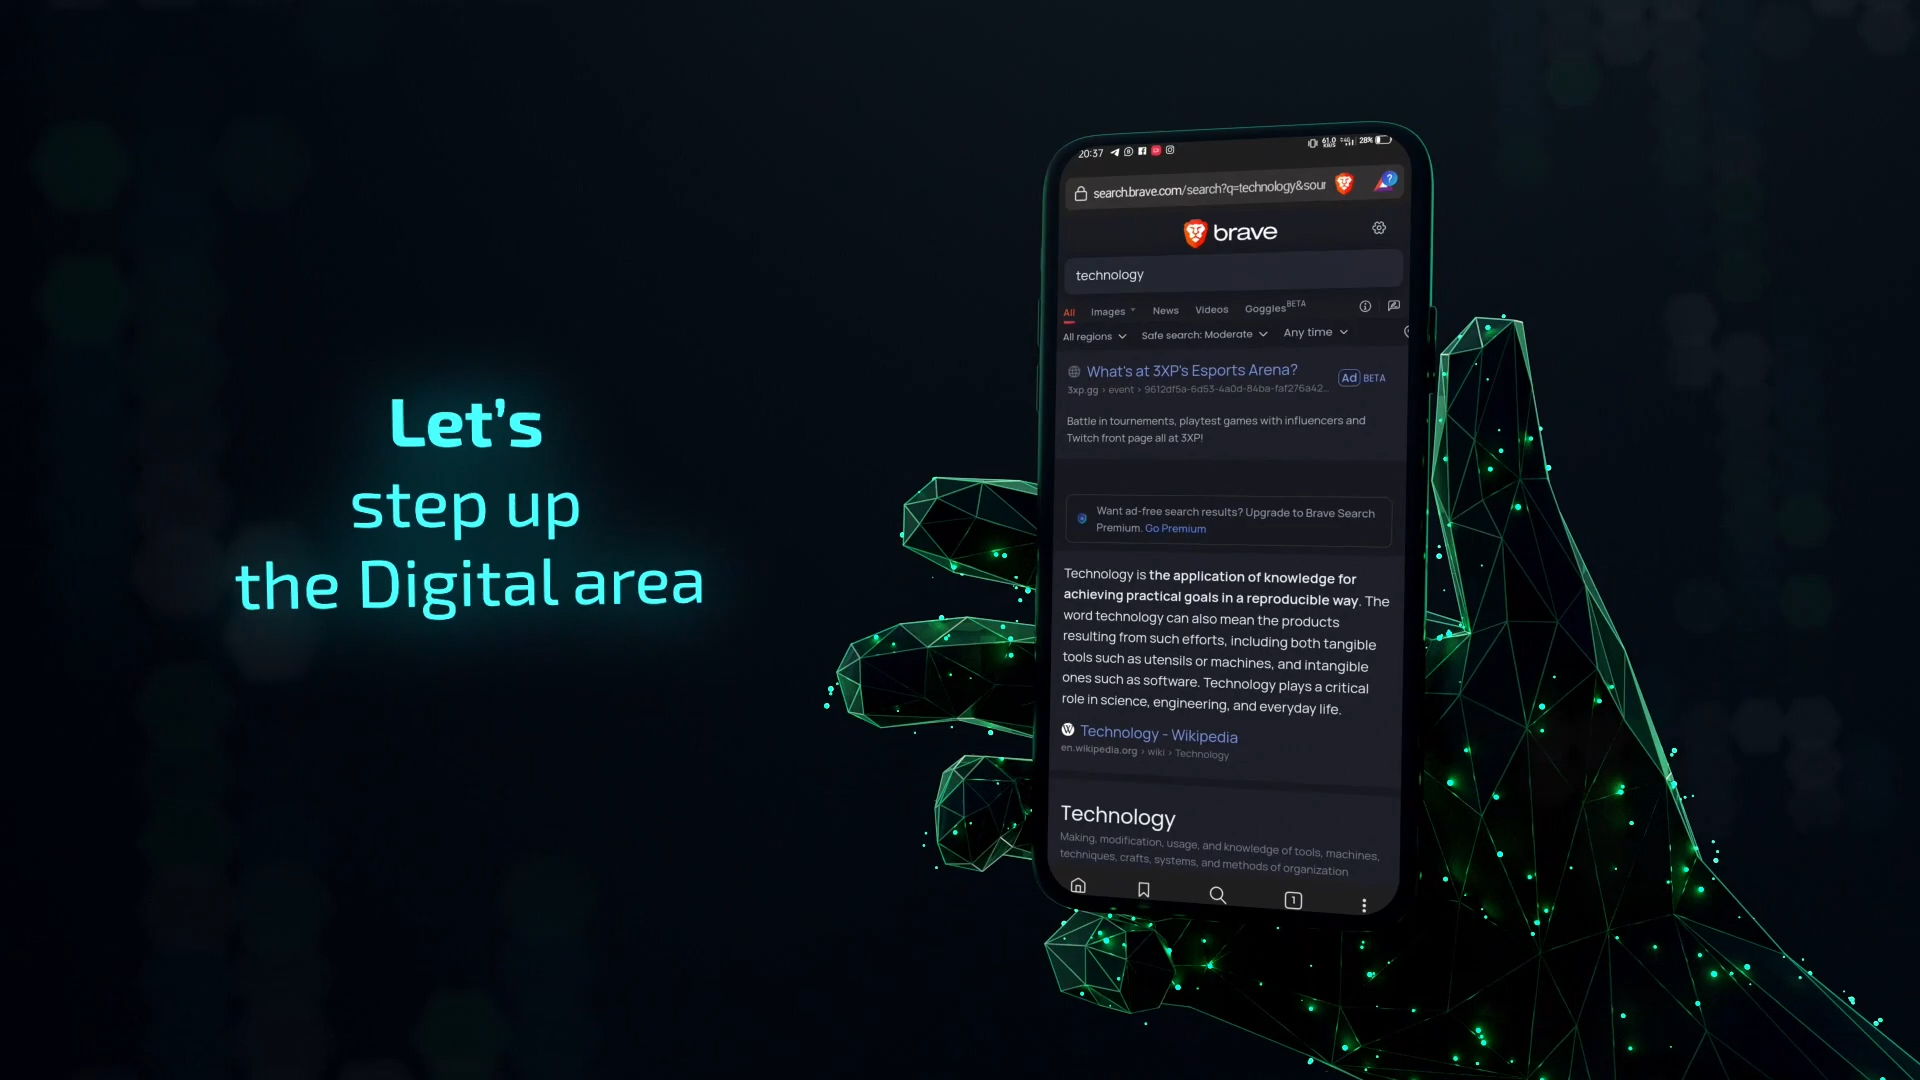 Let's
step up
the Digital area
20:37
61.0 KB/S
28%
search.brave.com/search?q=technology&sour
brave
technology
All Images News Videos Goggles BETA
All regions Safe search: Moderate Any time
What's at 3XP's Esports Arena?
Ad BETA
3xp.gg › event › 9612df5a-6d53-4a0d-84ba-faf276a42...
Battle in tournements, playtest games with influencers and
Twitch front page all at 3XP!
Want ad-free search results? Upgrade to Brave Search
Premium. Go Premium
Technology is the application of knowledge for
achieving practical goals in a reproducible way. The
word technology can also mean the products
resulting from such efforts, including both tangible
tools such as utensils or machines, and intangible
ones such as software. Technology plays a critical
role in science, engineering, and everyday life.
Technology - Wikipedia
en.wikipedia.org › wiki › Technology
Technology
Making, modification, usage, and knowledge of tools, machines,
techniques, crafts, systems, and methods of organization
1